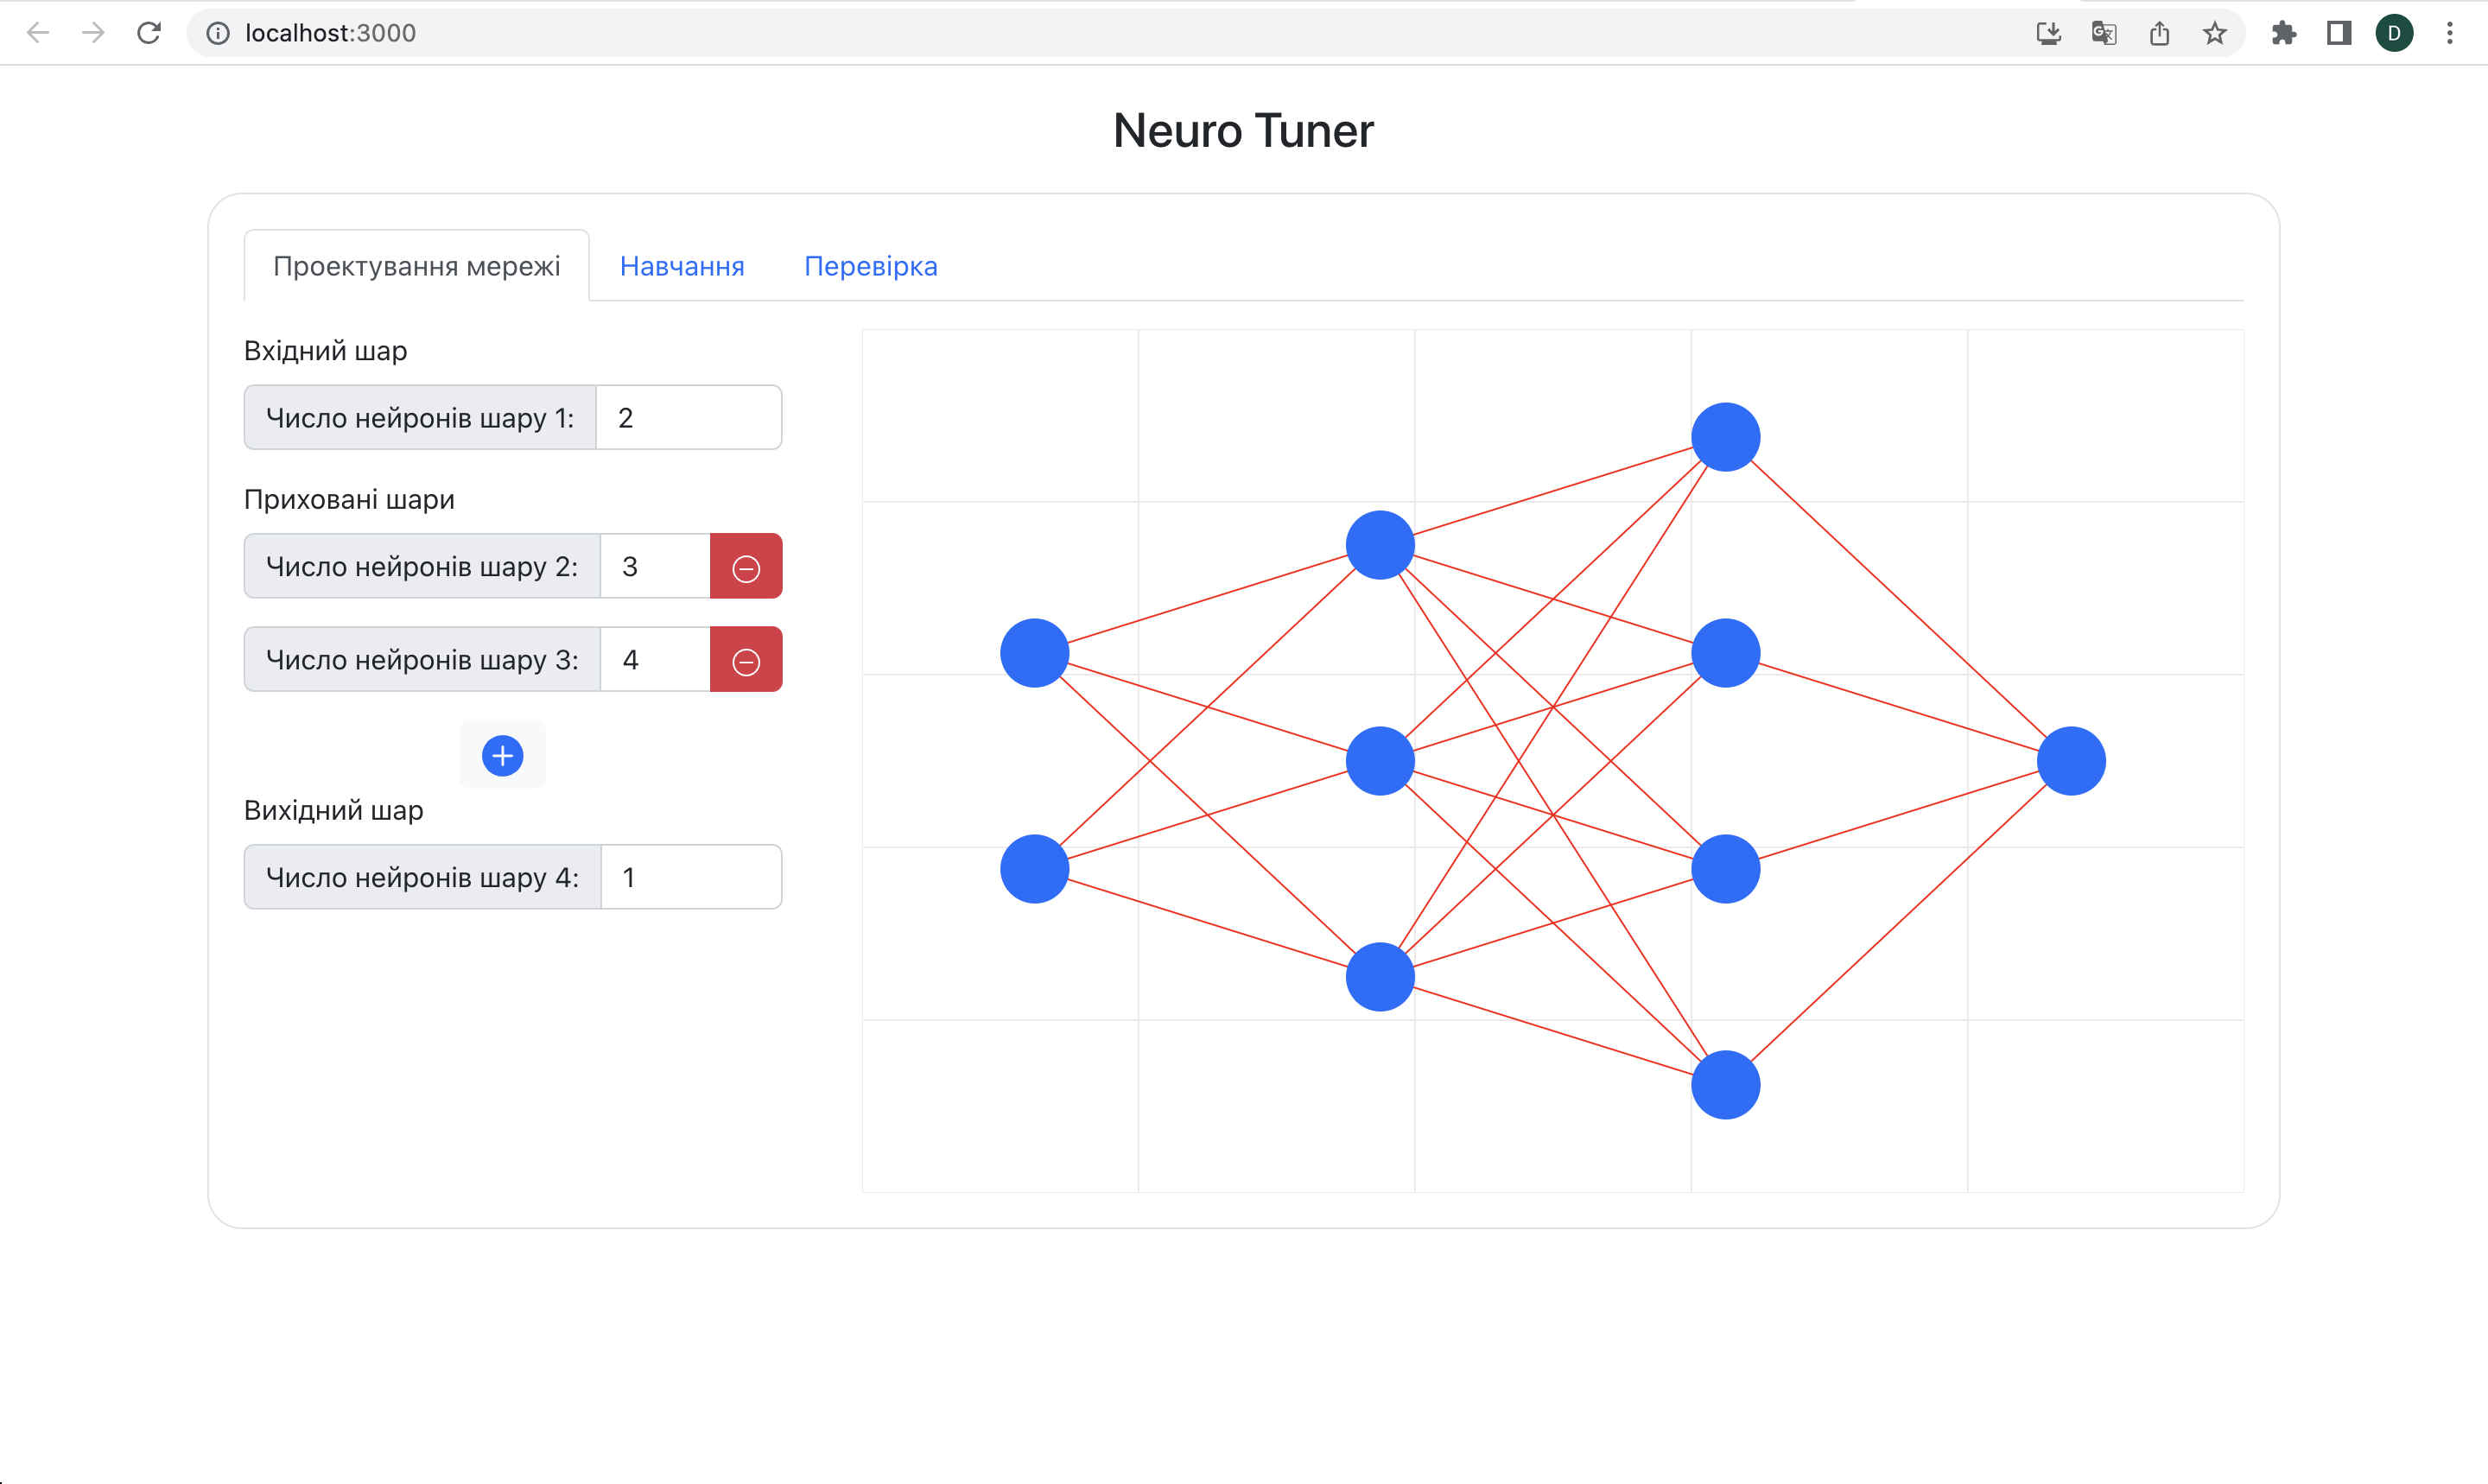 localhost:3000
D
Neuro Tuner
Проектування мережі
Навчання
Перевірка
Вхідний шар
Число нейронів шару 1: 2
Приховані шари
Число нейронів шару 2: 3
Число нейронів шару 3: 4
Вихідний шар
Число нейронів шару 4: 1